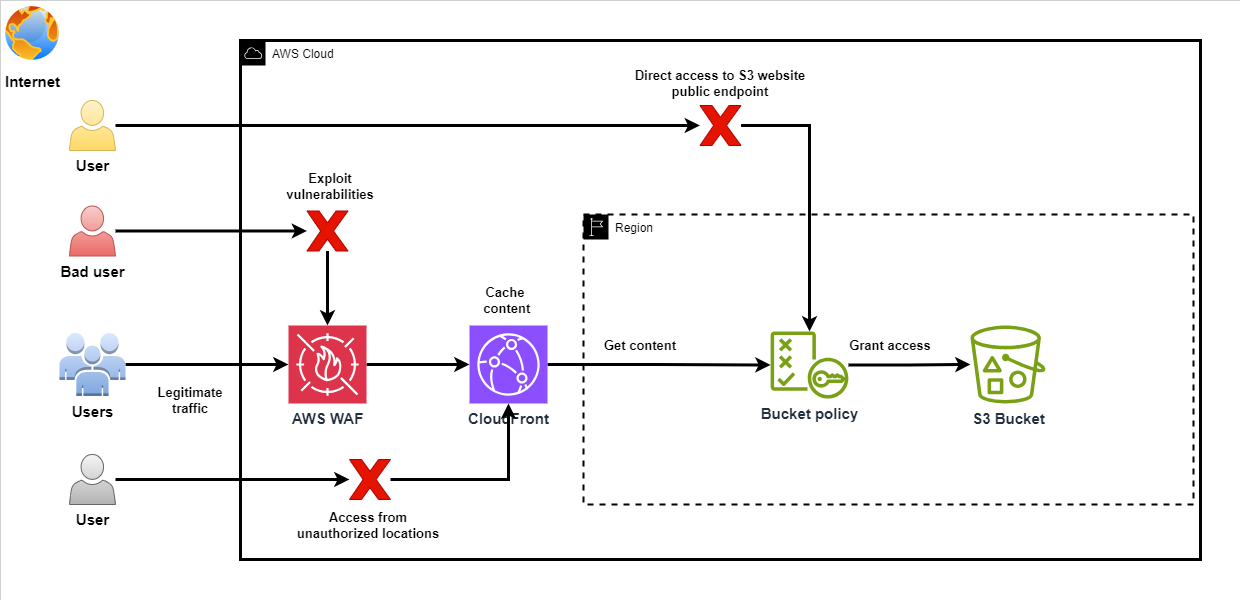 Internet
AWS Cloud
Direct access to S3 website
public endpoint
User
Exploit
vulnerabilities
Bad user
Region
Cache
content
Get content
Grant access
Legitimate
traffic
Users
AWS WAF
CloudFront
Bucket policy
S3 Bucket
User
Access from
unauthorized locations